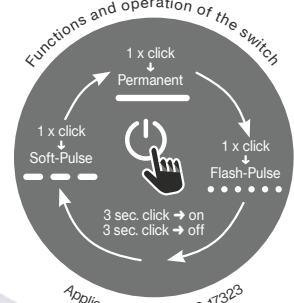 Functions and operation of the switch
1 x click
Permanent
1 x click
Soft-Pulse
1 x click
Flash-Pulse
3 sec. click ➜ on
3 sec. click ➜ off
17323